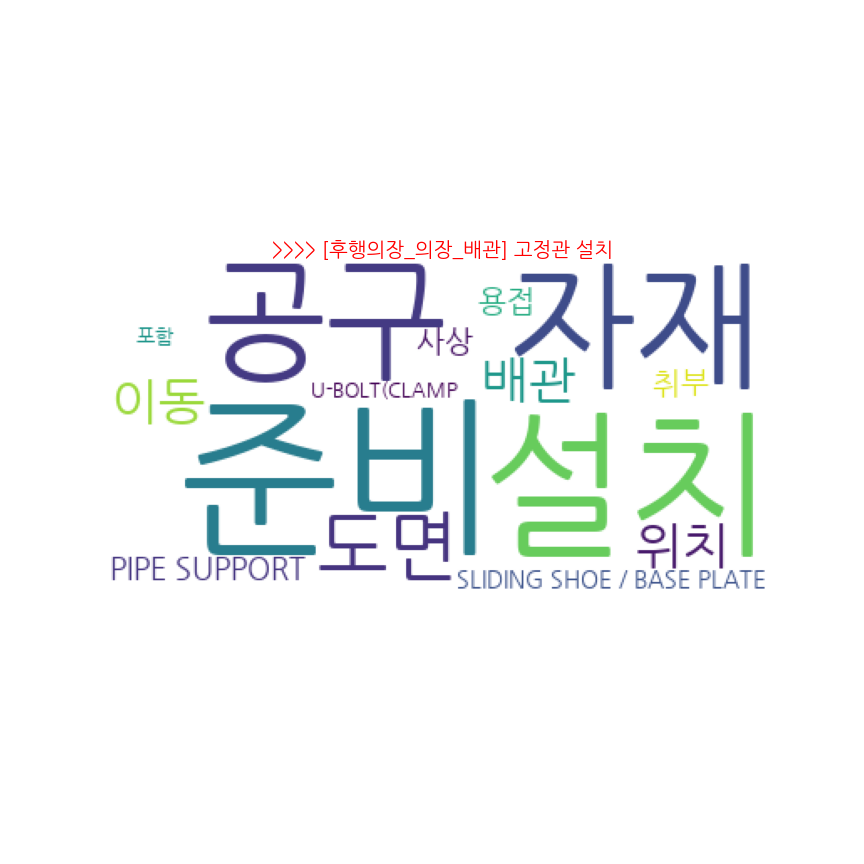 >>>> [후행의장_의장_배관] 고정관 설치
공구 자재
용접
포함 사상
배관 취부
이동 U-BOLT(CLAMP
준비 설치
도면 위치
PIPE SUPPORT SLIDING SHOE / BASE PLATE